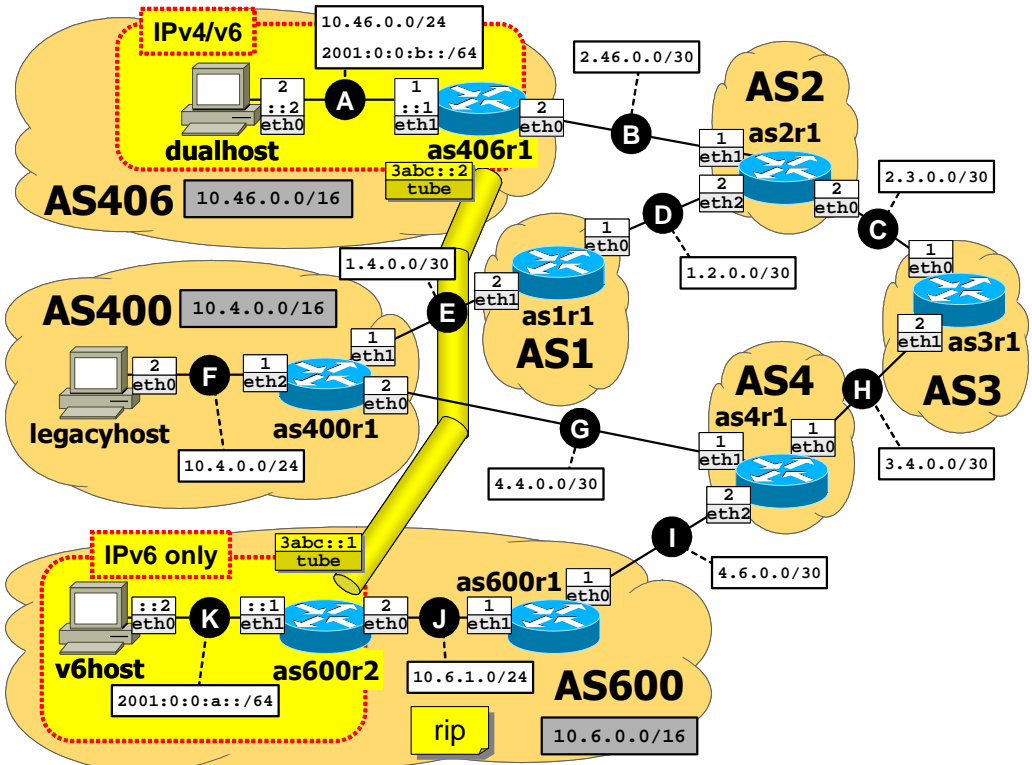 IPv4/v6
10.46.0.0/24
2001:0:0:b::/64
2
::2
eth0
A
1
::1
eth1
2
eth0
dualhost
as406r1
3abc::2
tube
AS406
10.46.0.0/16
2.46.0.0/30
B
AS2
1
eth1
as2r1
2
eth2
2
eth0
2.3.0.0/30
C
D
1
eth0
1.2.0.0/30
1.4.0.0/30
E
2
eth1
as1r1
AS1
1
eth0
as3r1
2
eth1
AS3
AS400
10.4.0.0/16
1
eth1
2
eth0
F
1
eth2
2
eth0
legacyhost
as400r1
10.4.0.0/24
G
4.4.0.0/30
AS4
as4r1
1
eth0
1
eth1
2
eth2
H
3.4.0.0/30
I
4.6.0.0/30
IPv6 only
3abc::1
tube
::2
eth0
K
::1
eth1
2
eth0
J
1
eth1
as600r1
1
eth0
v6host
as600r2
10.6.1.0/24
AS600
2001:0:0:a::/64
rip
10.6.0.0/16